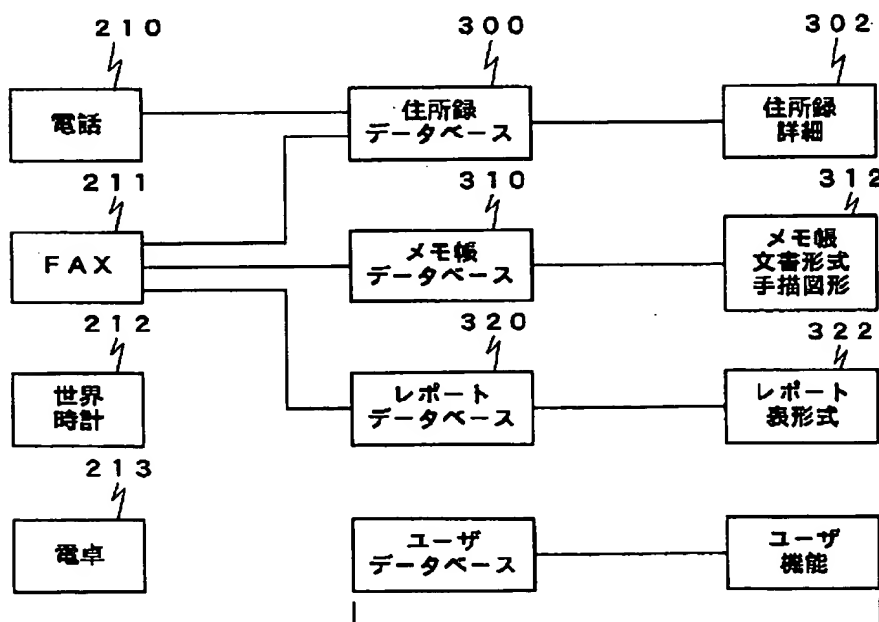 ２１０
３００
３０２
電話
住所録
データベース
住所録
詳細
２１１
３１０
３１２
ＦＡＸ
メモ帳
データベース
メモ帳
文書形式
手描図形
２１２
３２０
３２２
世界
時計
レポート
データベース
レポート
表形式
２１３
電卓
ユーザ
データベース
ユーザ
機能